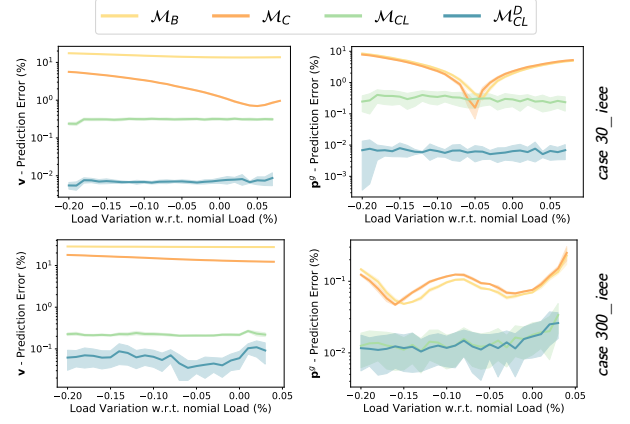 M_B M_C M_CL M_CL^D
v - Prediction Error (%)
10^1
10^0
10^−1
10^−2
−0.20 −0.15 −0.10 −0.05 0.00 0.05
Load Variation w.r.t. nomial Load (%)
p^g - Prediction Error (%)
10^1
10^0
10^−1
10^−2
10^−3
−0.20 −0.15 −0.10 −0.05 0.00 0.05
Load Variation w.r.t. nomial Load (%)
case 30_ieee
v - Prediction Error (%)
10^1
10^0
10^−1
−0.20 −0.15 −0.10 −0.05 0.00 0.05
Load Variation w.r.t. nomial Load (%)
p^g - Prediction Error (%)
10^−1
10^−2
−0.20 −0.15 −0.10 −0.05 0.00 0.05
Load Variation w.r.t. nomial Load (%)
case 300_ieee